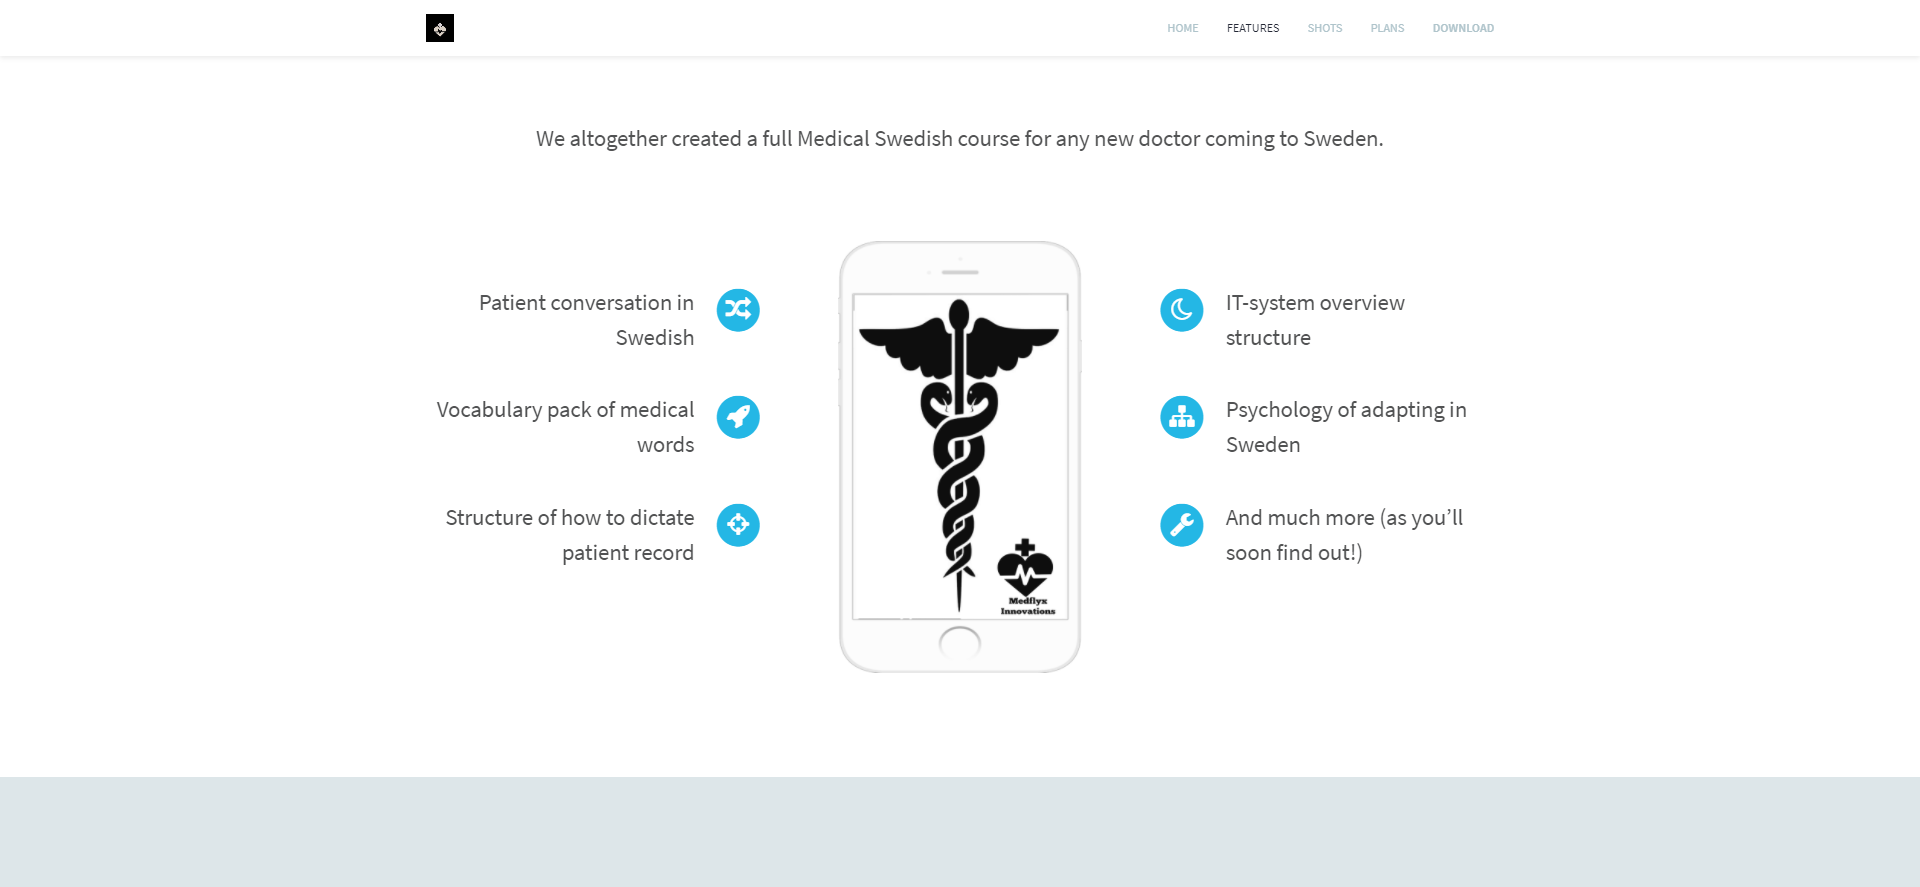 HOME FEATURES SHOTS PLANS DOWNLOAD
We altogether created a full Medical Swedish course for any new doctor coming to Sweden.
Patient conversation in
Swedish
Vocabulary pack of medical
words
Structure of how to dictate
patient record
Medflyx
Innovations
IT-system overview
structure
Psychology of adapting in
Sweden
And much more (as you’ll
soon find out!)